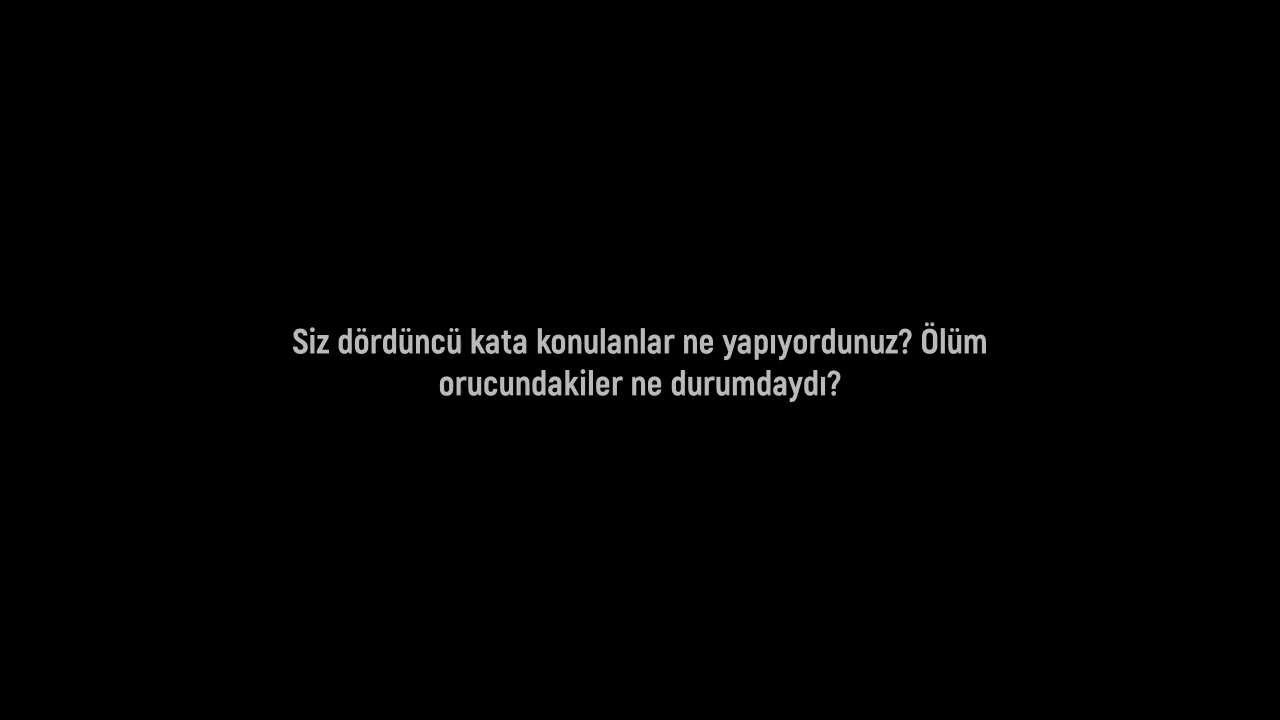 Siz dördüncü kata konulanlar ne yapıyordunuz? Ölüm
orucundakiler ne durumdaydı?